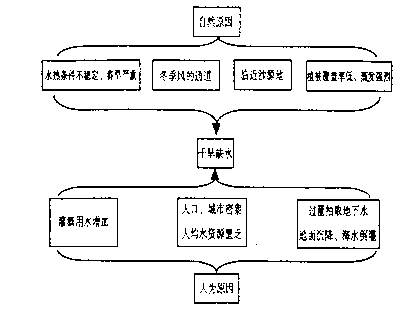 自然原因
水热条件不稳定、春旱严重
冬季风的通道
临近沙源地
植被覆盖率低、蒸发强烈
干旱缺水
灌溉用水增加
人口、城市密集
人均水资源量乏
过量抽取地下水
地面沉降、海水倒灌
人为原因